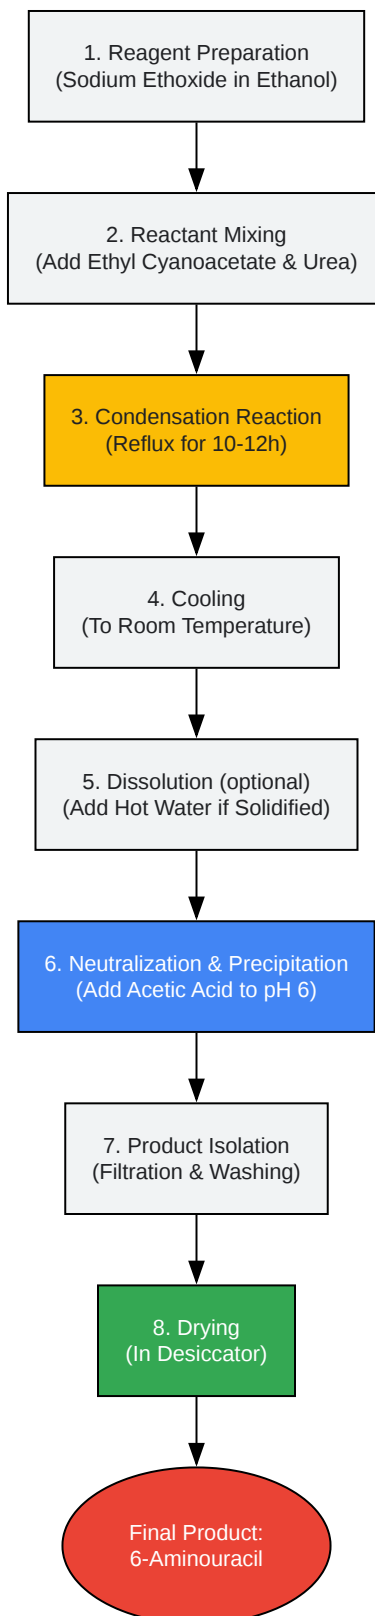 1. Reagent Preparation
(Sodium Ethoxide in Ethanol)
2. Reactant Mixing
(Add Ethyl Cyanoacetate & Urea)
3. Condensation Reaction
(Reflux for 10-12h)
4. Cooling
(To Room Temperature)
5. Dissolution (optional)
(Add Hot Water if Solidified)
6. Neutralization & Precipitation
(Add Acetic Acid to pH 6)
7. Product Isolation
(Filtration & Washing)
8. Drying
(In Desiccator)
Final Product:
6-Aminouracil